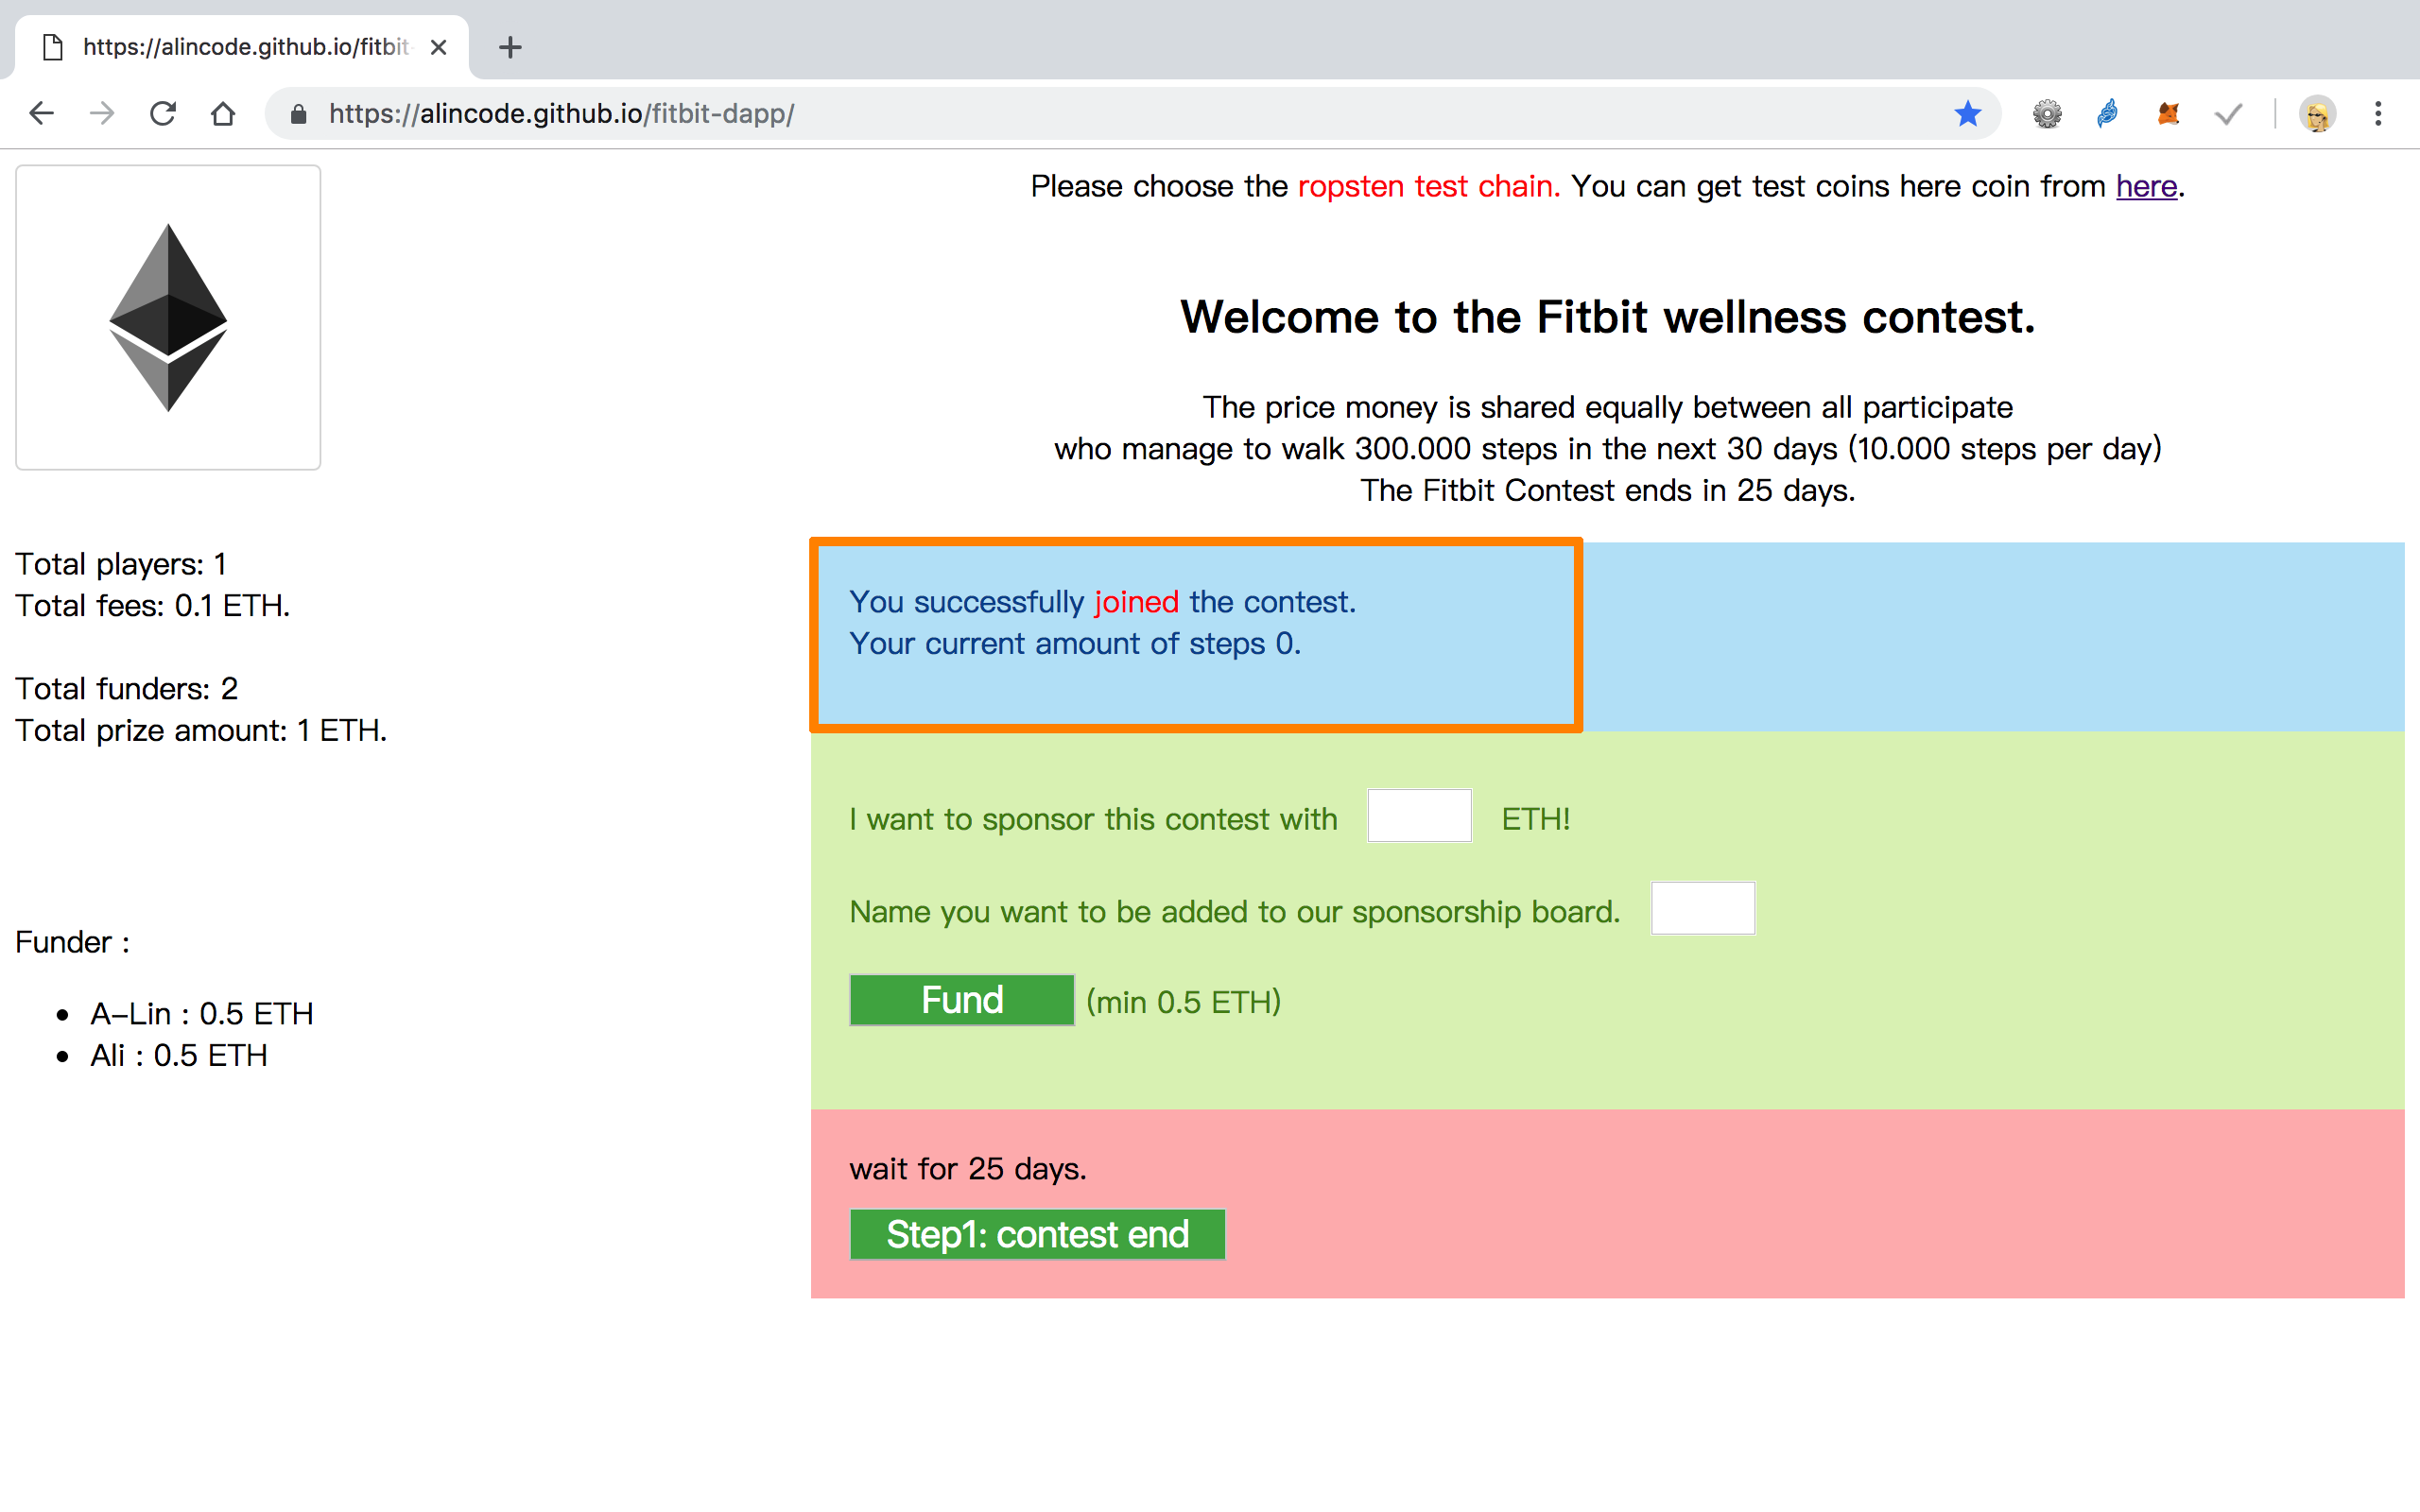 https://alincode.github.io/fitbit
https://alincode.github.io/fitbit-dapp/
Please choose the ropsten test chain. You can get test coins here coin from here.
Welcome to the Fitbit wellness contest.
The price money is shared equally between all participate
who manage to walk 300.000 steps in the next 30 days (10.000 steps per day)
The Fitbit Contest ends in 25 days.
Total players: 1
Total fees: 0.1 ETH.
Total funders: 2
Total prize amount: 1 ETH.
Funder :
A-Lin : 0.5 ETH
Ali : 0.5 ETH
You successfully joined the contest.
Your current amount of steps 0.
I want to sponsor this contest with ETH!
Name you want to be added to our sponsorship board.
Fund (min 0.5 ETH)
wait for 25 days.
Step1: contest end